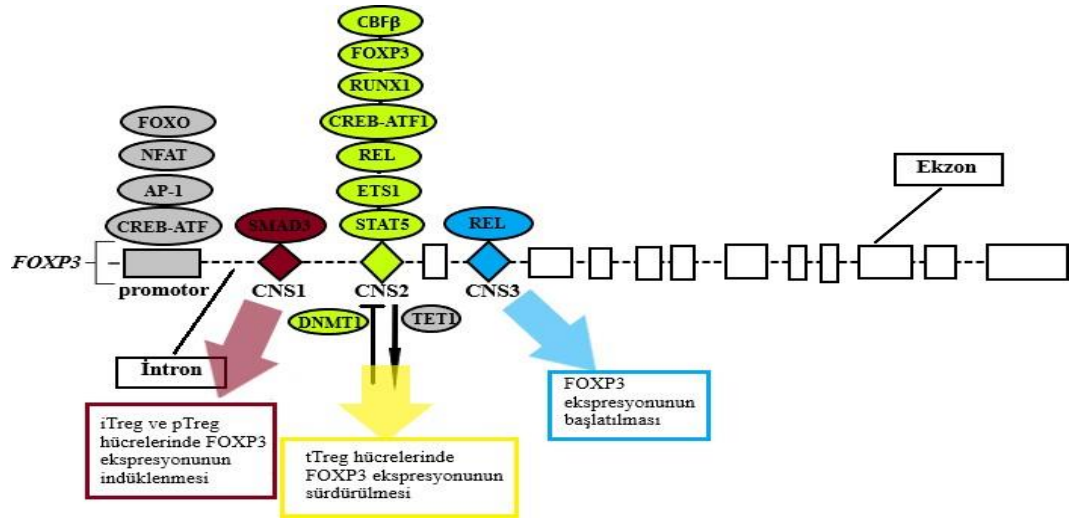 CBFβ
FOXP3
RUNX1
CREB-ATF1
REL
ETS1
STAT5
FOXO
NFAT
AP-1
CREB-ATF
SMAD3
REL
Ekzon
FOXP3
promotor
CNS1
CNS2
CNS3
DNMT1
TET1
İntron
iTreg ve pTreg
hücrelerinde FOXP3
ekspresyonunun
indüklenmesi
tTreg hücrelerinde
FOXP3 ekspresyonunun
sürdürülmesi
FOXP3
ekspresyonunun
başlatılması